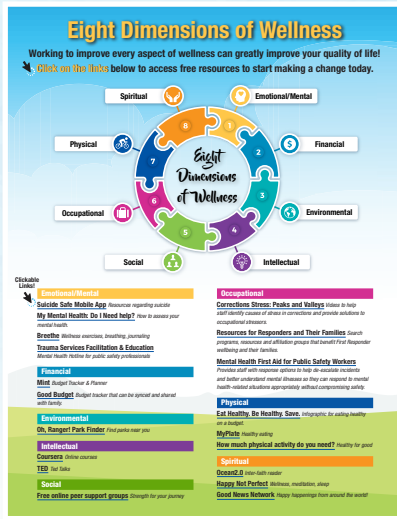 Eight Dimensions of Wellness
Working to improve every aspect of wellness can greatly improve your quality of life!
Click on the links below to access free resources to start making a change today.
Spiritual
Emotional/Mental
Physical
Financial
Occupational
Environmental
Social
Intellectual
8
1
7
2
6
3
5
4
Eight
Dimensions
of Wellness
$
Clickable
Links!
Emotional/Mental
Suicide Safe Mobile App Resources regarding suicide
My Mental Health: Do I Need help? How to assess your
mental health.
Breathe Wellness exercises, breathing, journaling
Trauma Services Facilitation & Education
Mental Health Hotline for public safety professionals
Financial
Mint Budget Tracker & Planner
Good Budget Budget tracker that can be synced and shared
with family.
Environmental
Oh, Ranger! Park Finder Find parks near you
Intellectual
Coursera Online courses
TED Ted Talks
Social
Free online peer support groups Strength for your journey
Occupational
Corrections Stress: Peaks and Valleys Videos to help
staff identify causes of stress in corrections and provide solutions to
occupational stressers.
Resources for Responders and Their Families Search
programs, resources and affiliate groups that benefit First Responder
wellbeing and their families.
Mental Health First Aid for Public Safety Workers
Provides staff with response options to help de-escalate incidents
and better understand mental illnesses so they can respond to mental
health-related situations appropriately without compromising safety.
Physical
Eat Healthy. Be Healthy. Save. Infographic for eating healthy
on a budget.
MyPlate Healthy eating
How much physical activity do you need? Healthy for good
Spiritual
Ocean2.0 Inter-faith reader
Happy Not Perfect Wellness, meditation, sleep
Good News Network Happy happenings from around the world!